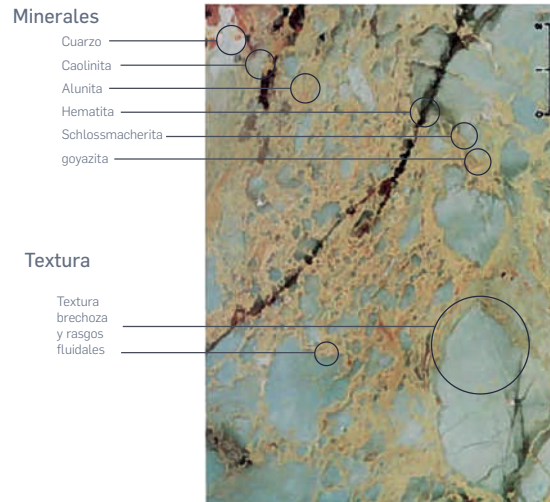 Minerales
Cuarzo
Caolinita
Alunita
Hematita
Schlossmacherita
goyazita
Textura
Textura
brechoza
y rasgos
fluidales